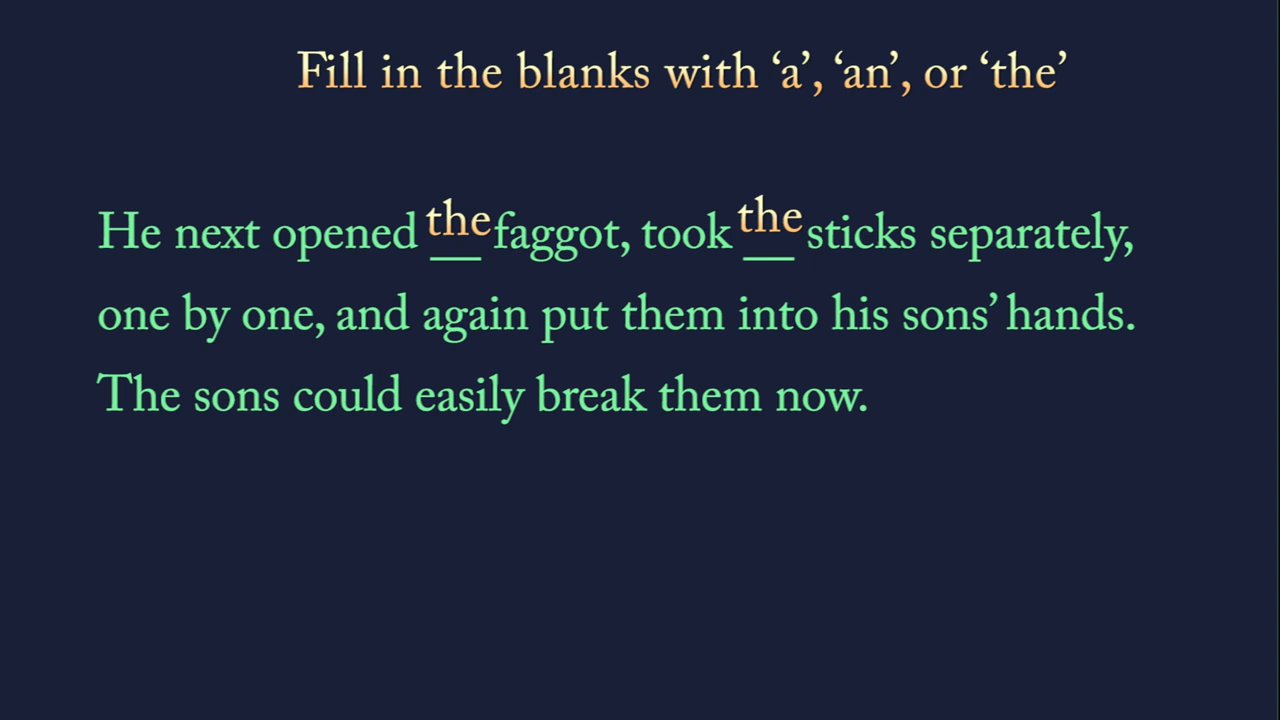 Fill in the blanks with ‘a’, ‘an’, or ‘the’
He next opened the faggot, took the sticks separately,
one by one, and again put them into his sons’ hands.
The sons could easily break them now.